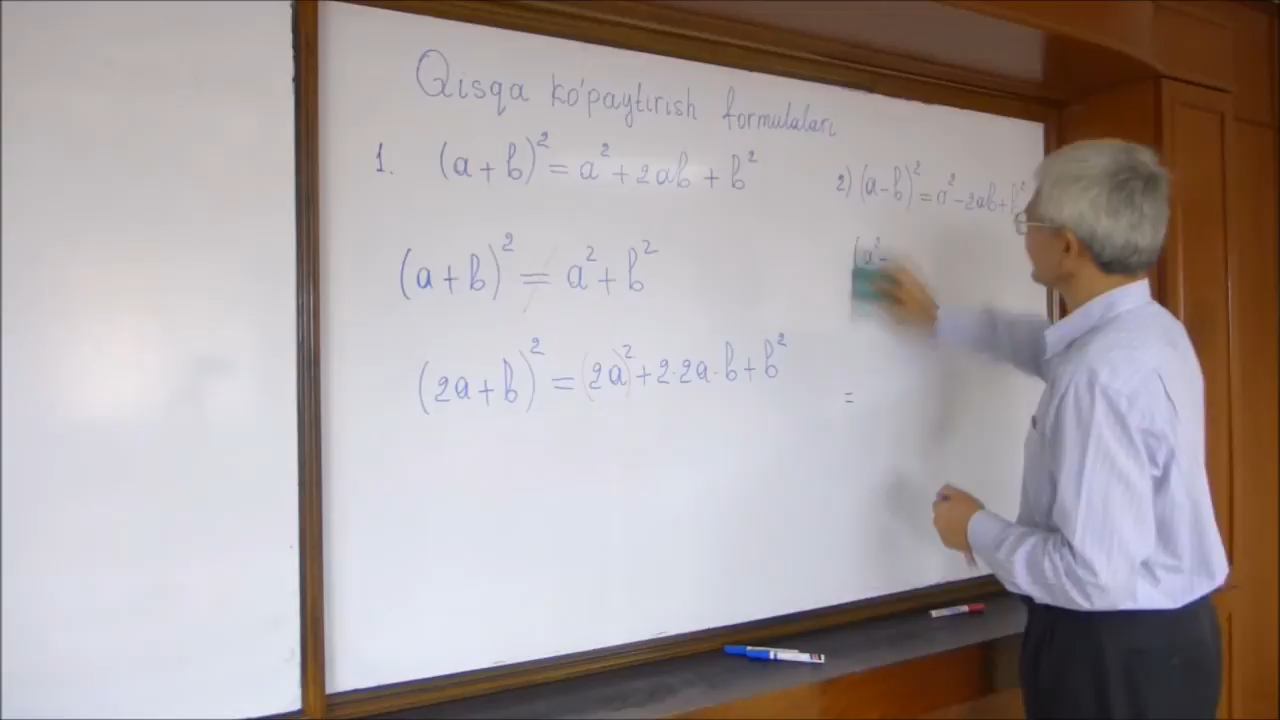 Qisqa ko'paytirish formulalari
1. (a + b)² = a² + 2ab + b²
(a + b)² = a² + b²
(2a + b)² = (2a)² + 2·2a·b + b²
2) (a - b)² = a² - 2ab + b²
(a² -
=